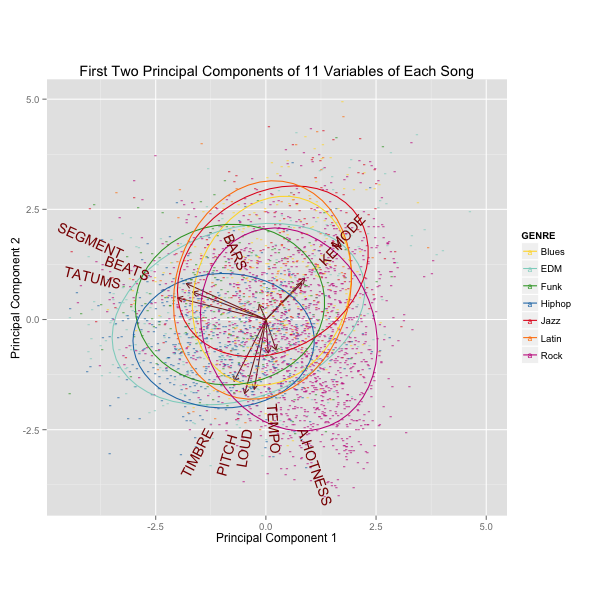 First Two Principal Components of 11 Variables of Each Song
Principal Component 2
5.0
2.5
0.0
-2.5
SEGMENT
BEATS
TATUMS
BARS
MODE
TIMBRE
PITCH
LOUD
TEMPO
A.HOTNESS
-2.5
0.0
2.5
5.0
Principal Component 1
GENRE
Blues
EDM
Funk
Hiphop
Jazz
Latin
Rock